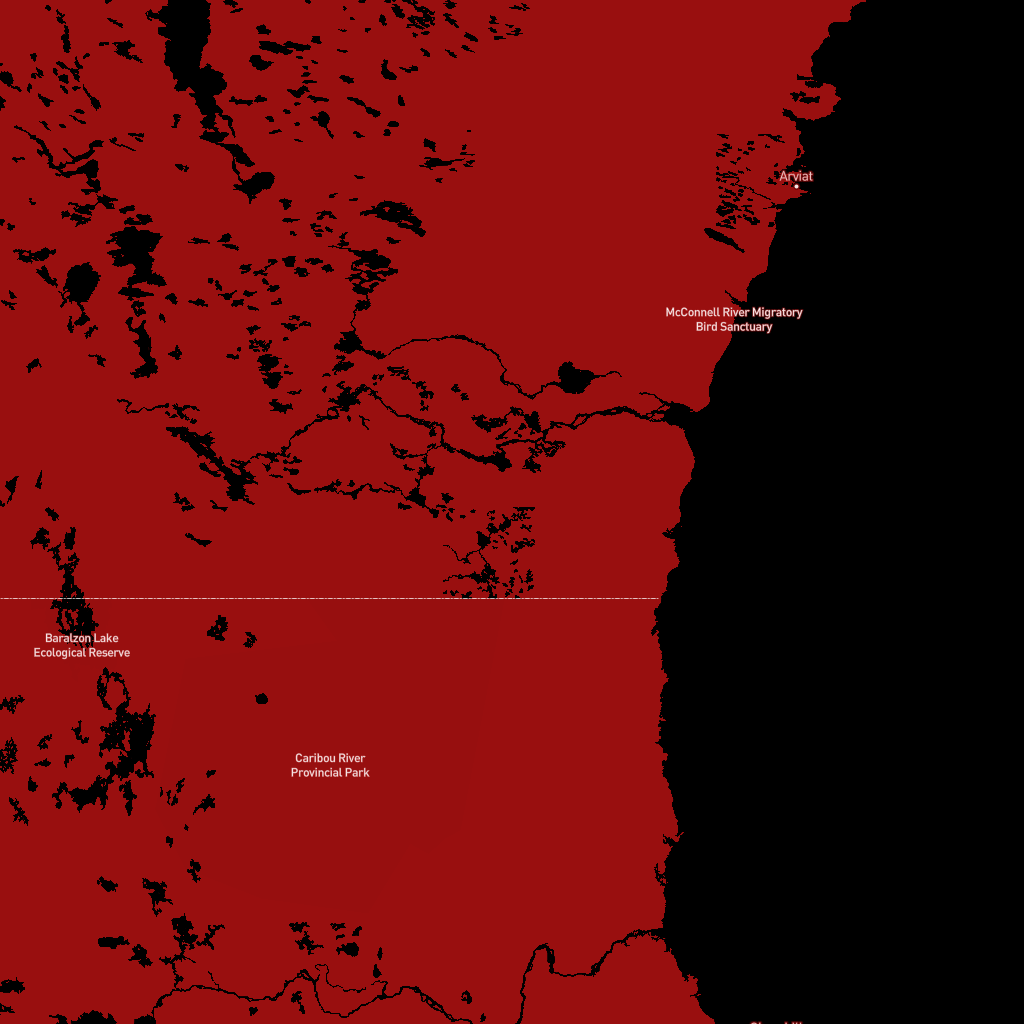 Arviat
McConnell River Migratory
Bird Sanctuary
Baralzon Lake
Ecological Reserve
Caribou River
Provincial Park